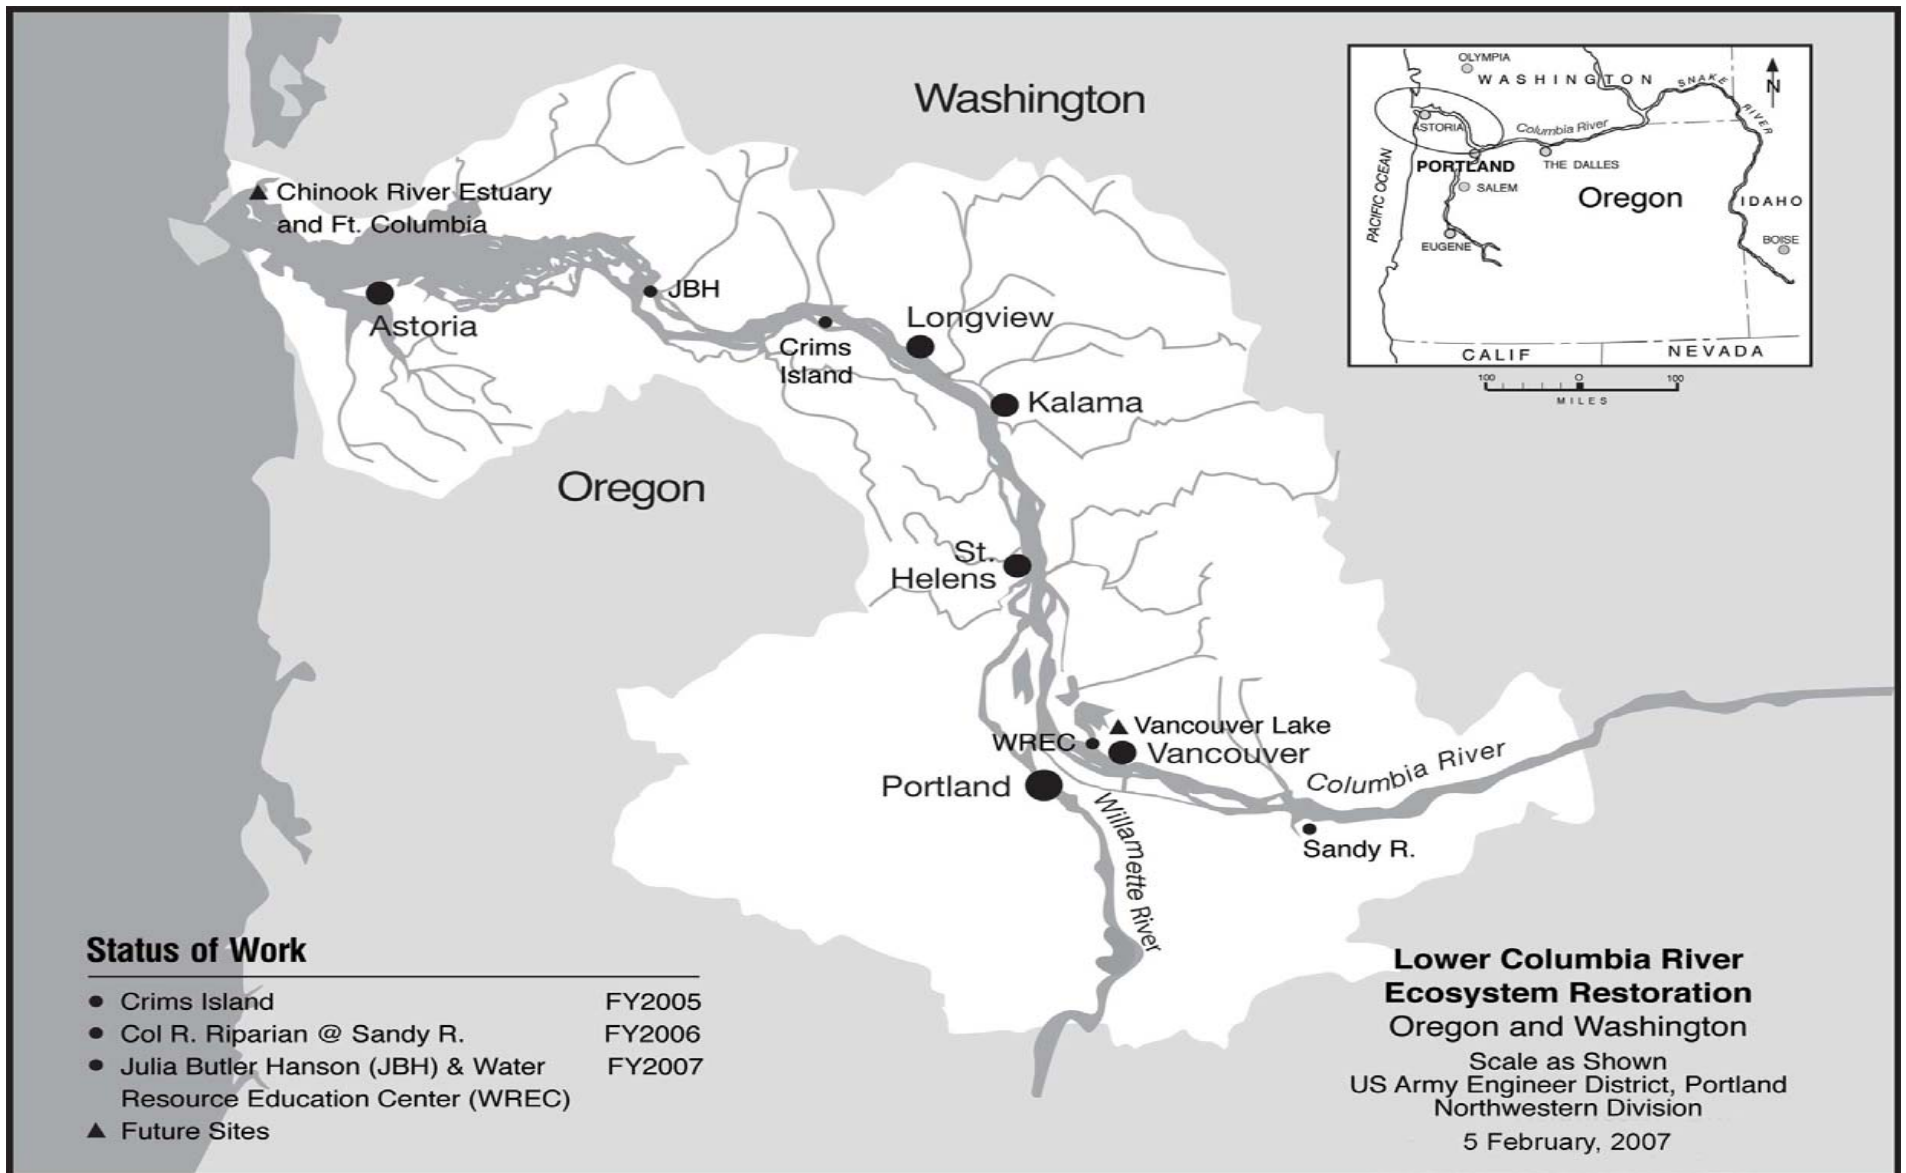 Washington
OLYMPIA
WASHINGTON
SNAKE
RIVER
N
ASTORIA
Columbia River
PORTLAND
THE DALLES
SALEM
Oregon
IDAHO
PACIFIC OCEAN
EUGENE
BOISE
CALIF
NEVADA
100 0 100
MILES
Chinook River Estuary
and Ft. Columbia
JBH
Astoria
Longview
Crims
Island
Kalama
Oregon
St.
Helens
Vancouver Lake
WREC
Vancouver
Columbia River
Portland
Willamette River
Sandy R.
Status of Work
Crims Island FY2005
Col R. Riparian @ Sandy R. FY2006
Julia Butler Hanson (JBH) & Water FY2007
Resource Education Center (WREC)
Future Sites
Lower Columbia River
Ecosystem Restoration
Oregon and Washington
Scale as Shown
US Army Engineer District, Portland
Northwestern Division
5 February, 2007